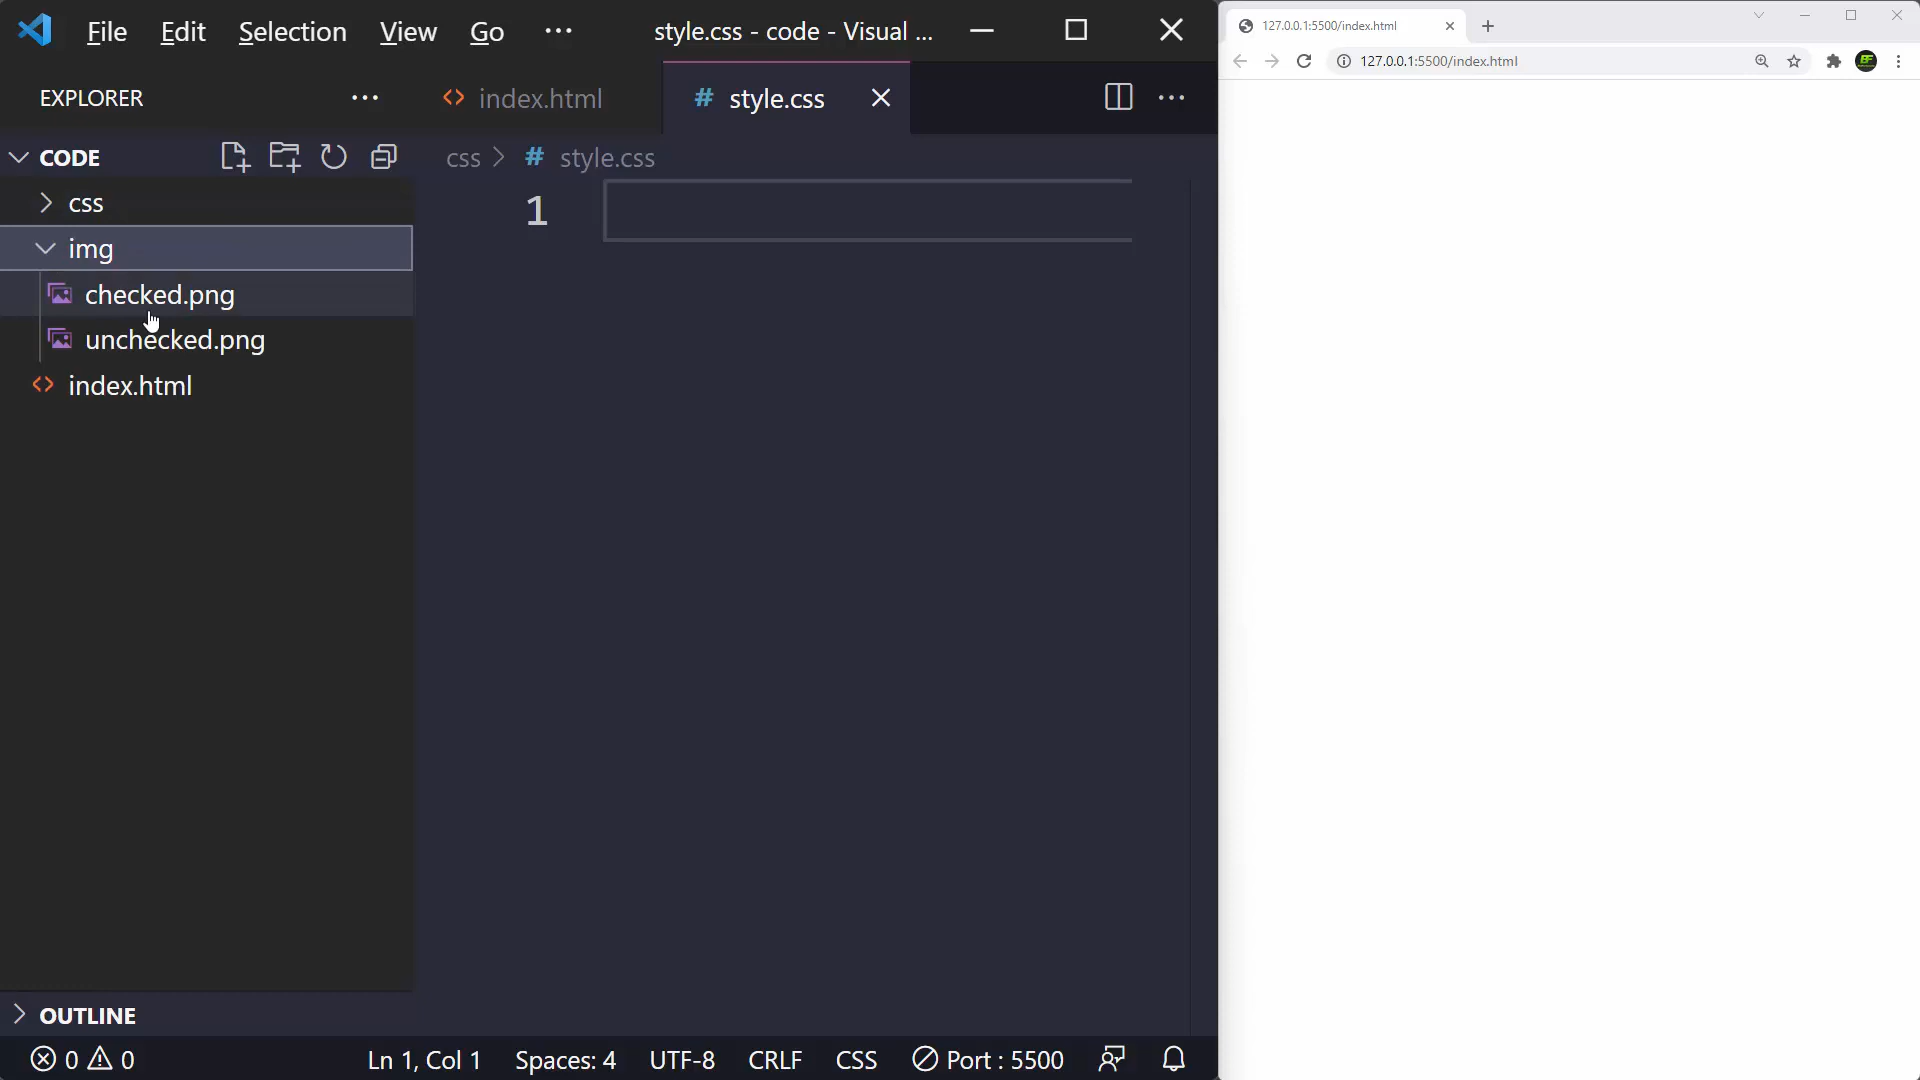 File Edit Selection View Go ··· style.css - code - Visual ...
EXPLORER ···
index.html
# style.css
CODE
css
img
checked.png
unchecked.png
index.html
css > # style.css
1
OUTLINE
0 0 Ln 1, Col 1 Spaces: 4 UTF-8 CRLF CSS Port : 5500
127.0.0.1:5500/index.html
127.0.0.1:5500/index.html
BF